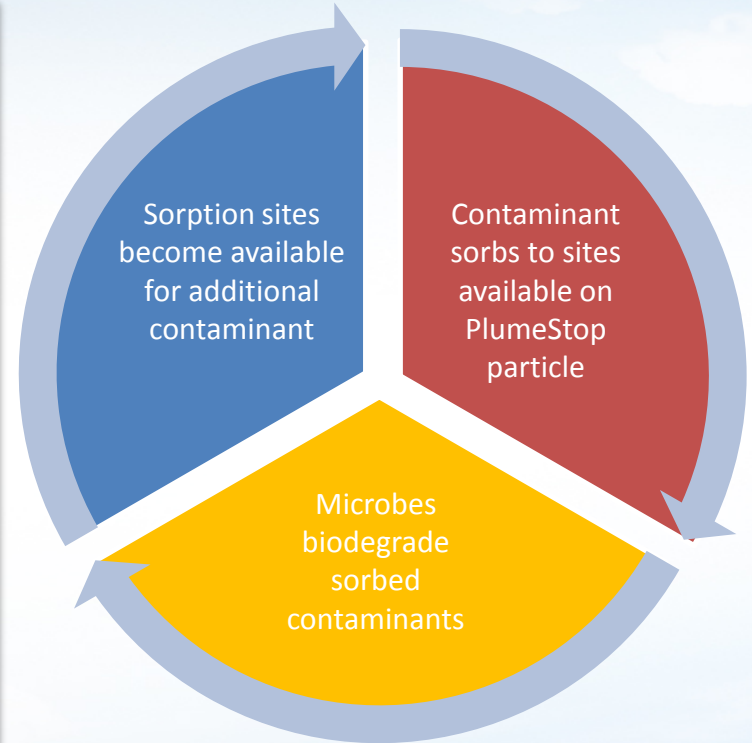 Sorption sites
become available
for additional
contaminant
Contaminant
sorbs to sites
available on
PlumeStop
particle
Microbes
biodegrade
sorbed
contaminants